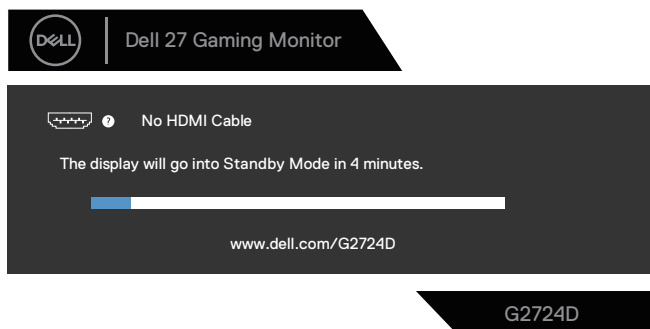 DELL
Dell 27 Gaming Monitor
? No HDMI Cable
The display will go into Standby Mode in 4 minutes.
www.dell.com/G2724D
G2724D